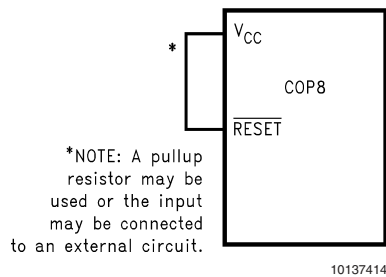 V_CC
*
COP8
RESET
*NOTE: A pullup
resistor may be
used or the input
may be connected
to an external circuit.
10137414